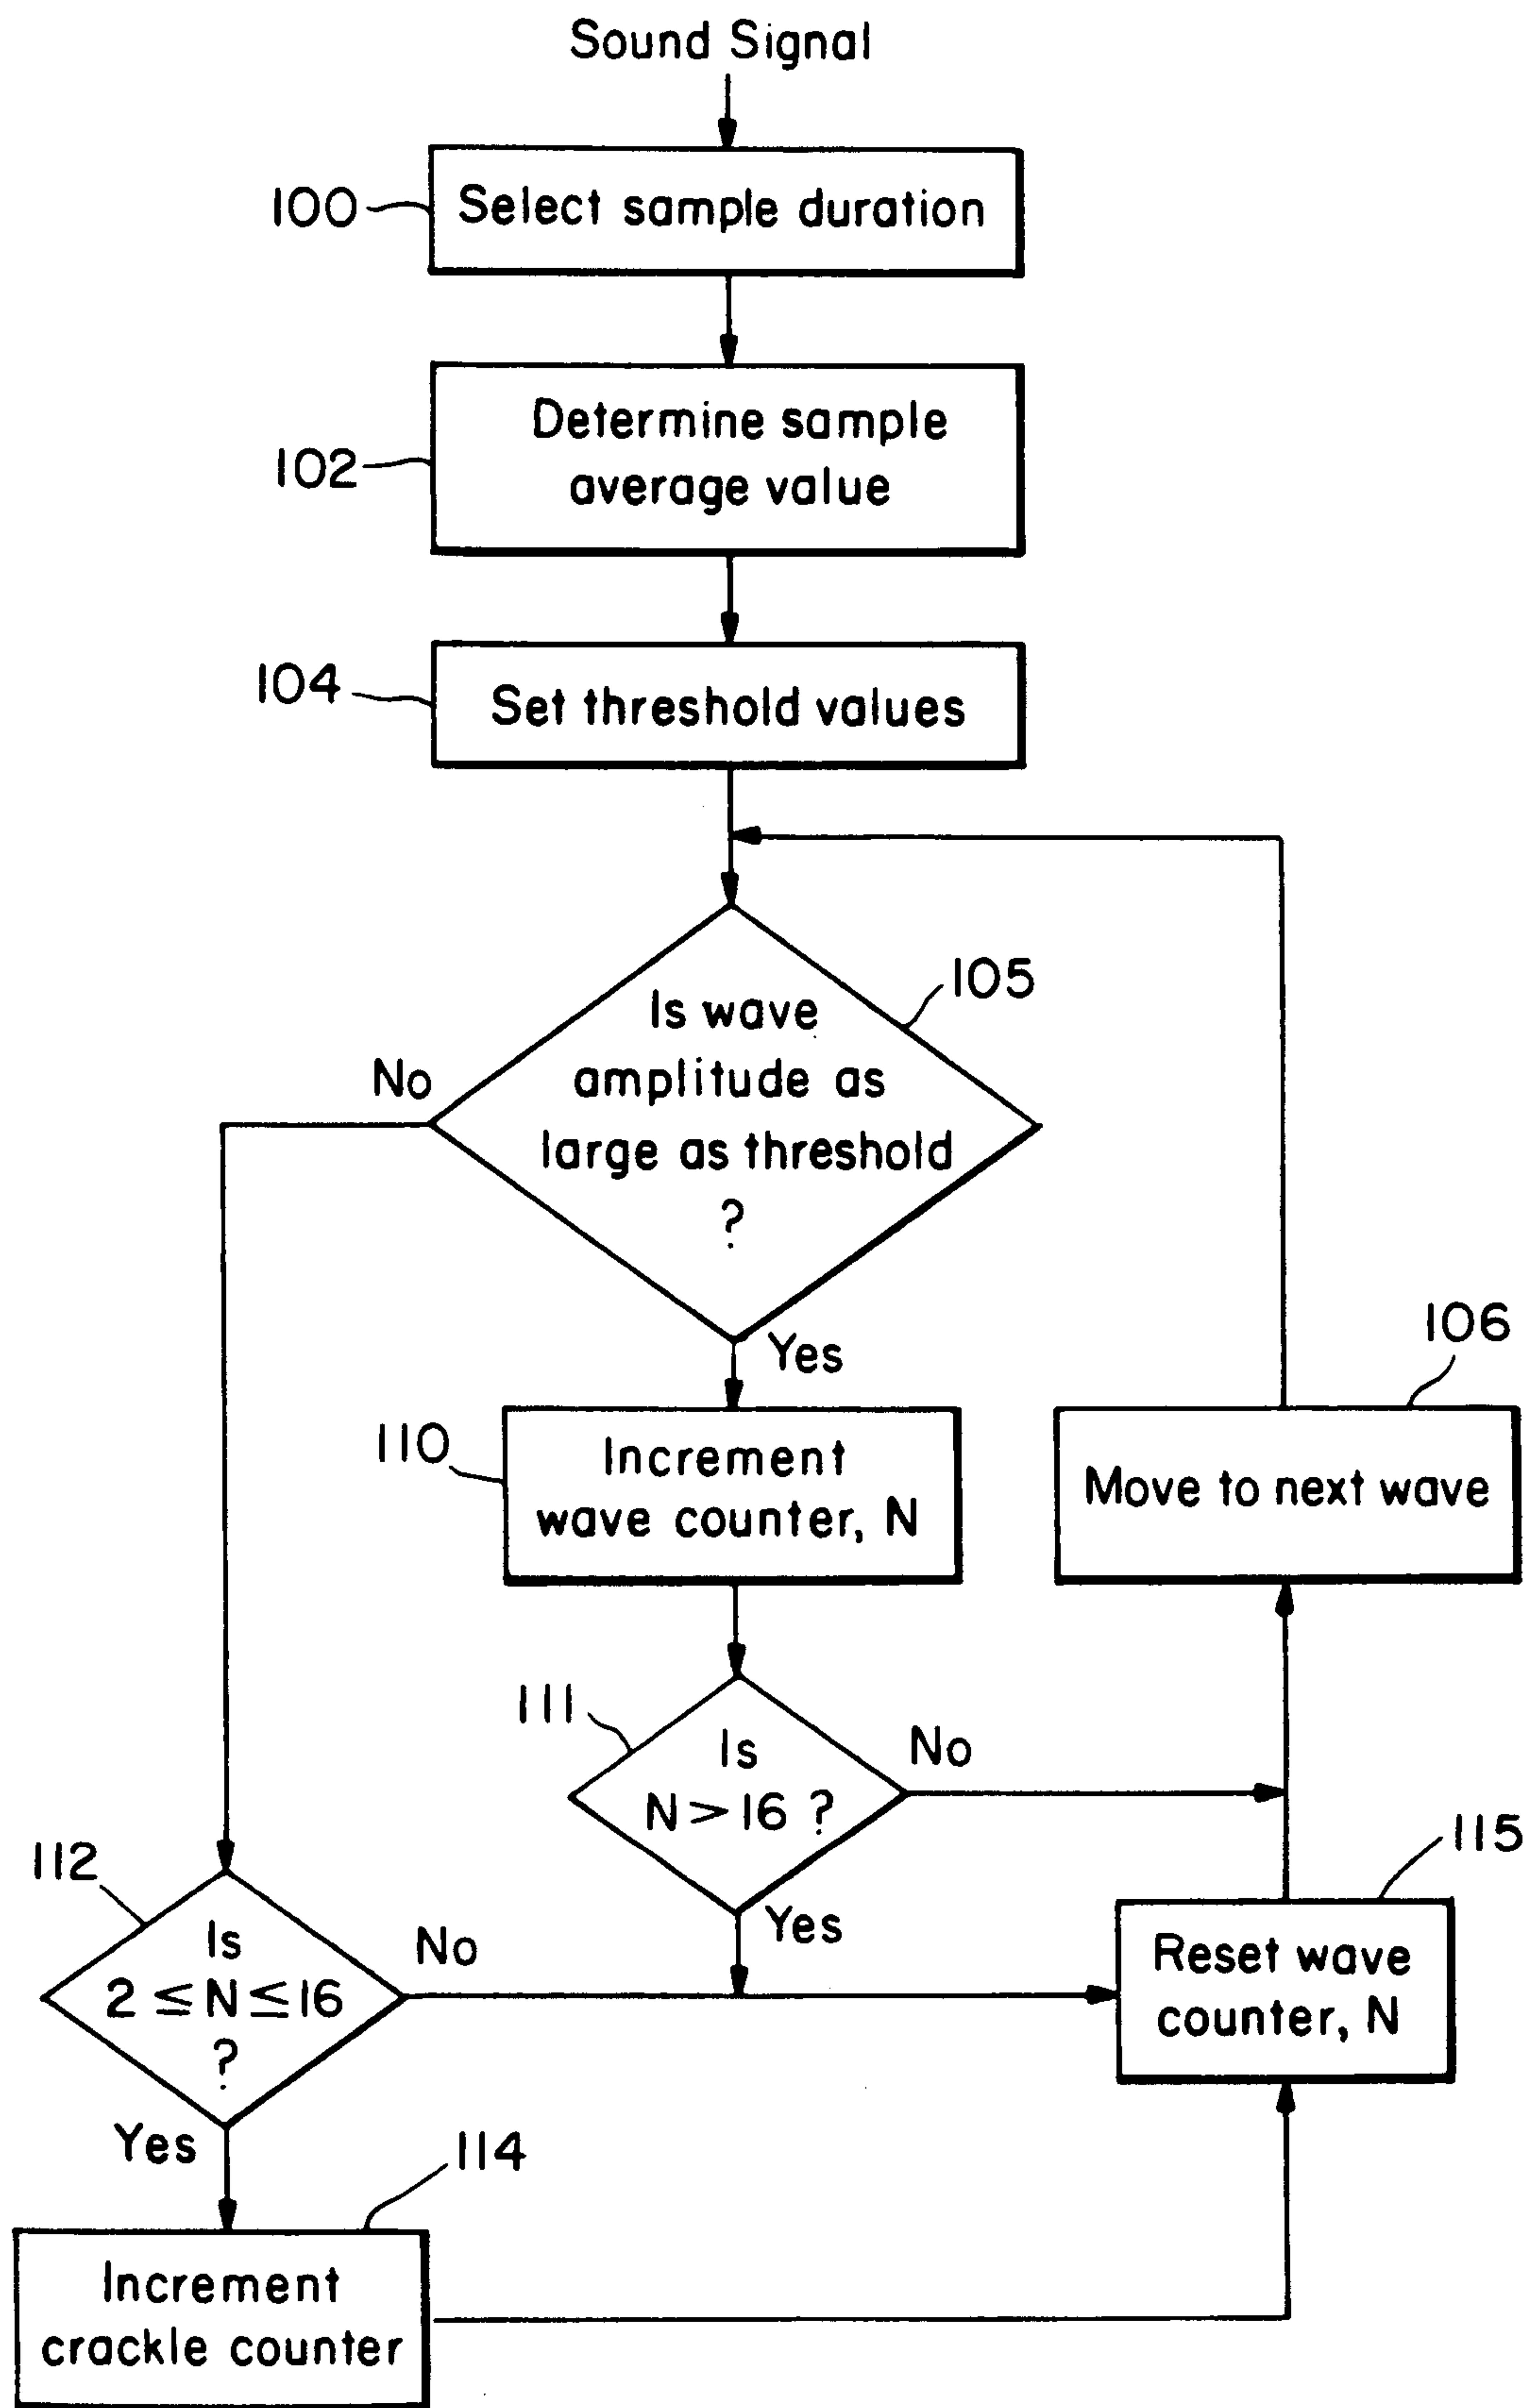 Sound Signal
100
Select sample duration
102
Determine sample
average value
104
Set threshold values
105
Is wave
amplitude as
large as threshold
?
No
Yes
106
Move to next wave
110
Increment
wave counter, N
111
Is
N > 16 ?
No
Yes
112
Is
2 ≤ N ≤ 16
?
No
Yes
115
Reset wave
counter, N
114
Increment
crackle counter